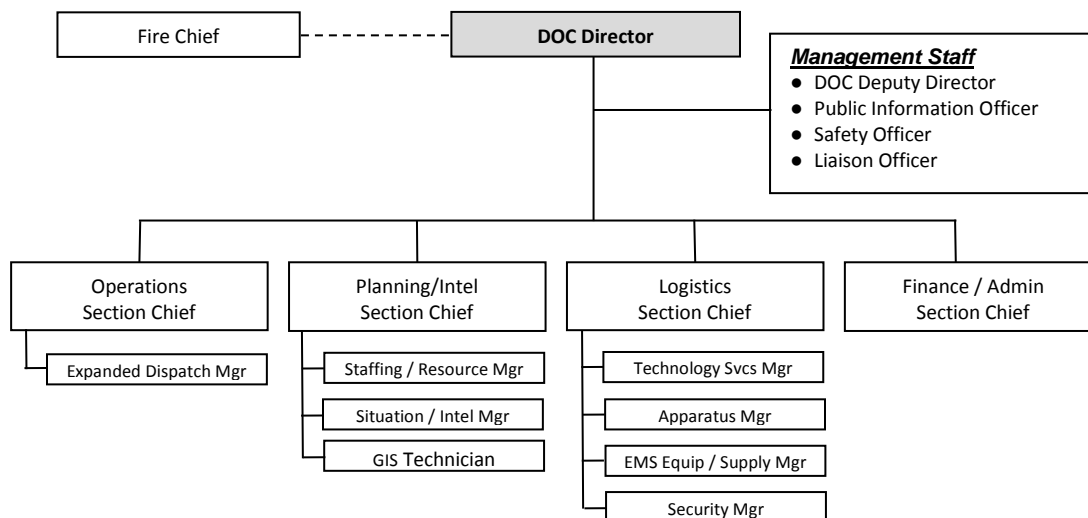 Fire Chief
DOC Director
Management Staff
● DOC Deputy Director
● Public Information Officer
● Safety Officer
● Liaison Officer
Operations
Section Chief
Expanded Dispatch Mgr
Planning/Intel
Section Chief
Staffing / Resource Mgr
Situation / Intel Mgr
GIS Technician
Logistics
Section Chief
Technology Svcs Mgr
Apparatus Mgr
EMS Equip / Supply Mgr
Security Mgr
Finance / Admin
Section Chief